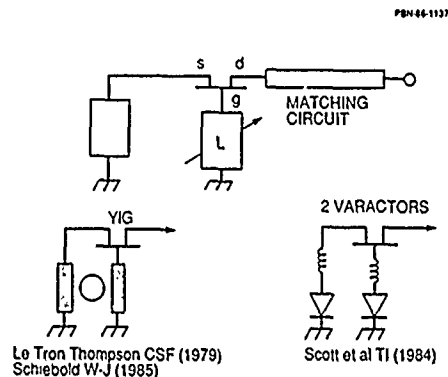 PBN-86-1137
s d
g
L
MATCHING
CIRCUIT
YIG
2 VARACTORS
Le Tron Thompson CSF (1979)
Schiebold W-J (1985)
Scott et al TI (1984)